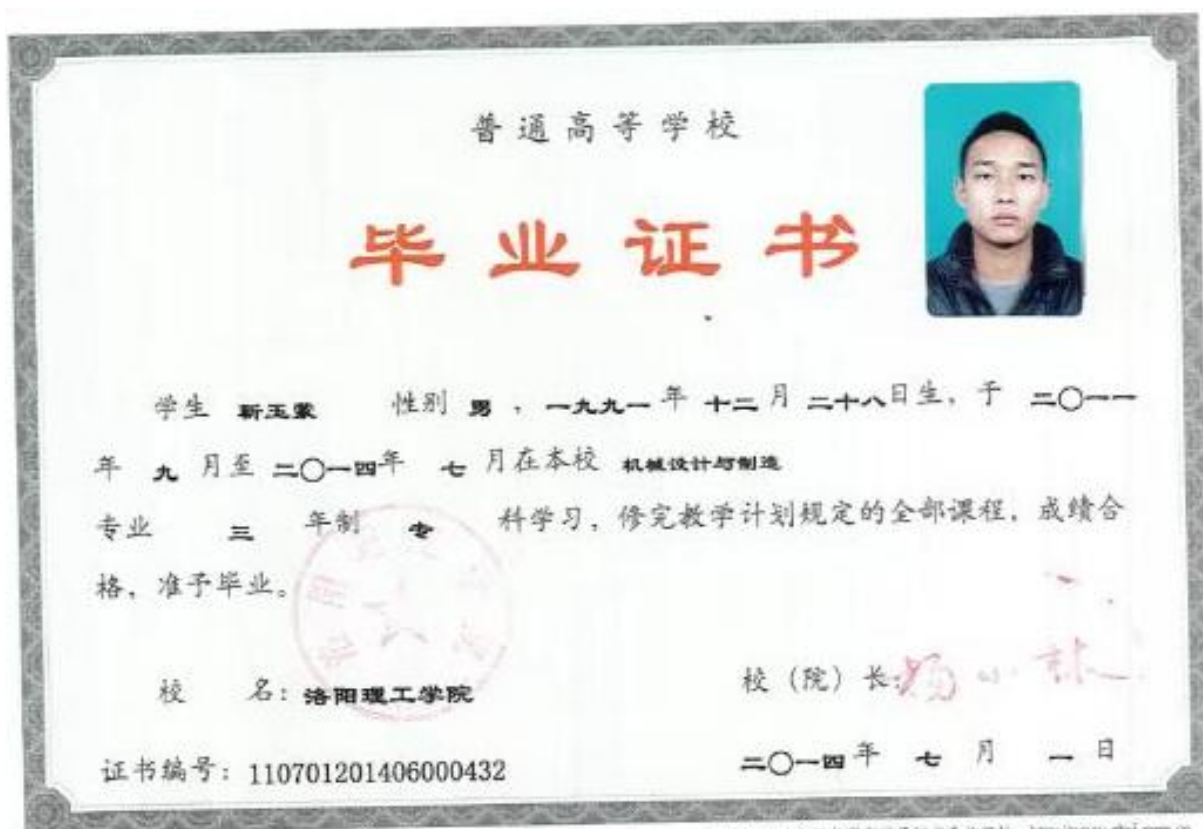 普通高等学校
毕业证书
学生 靳玉蒙 性别 男，一九九一年 十二月 二十八日生，于 二〇一一
年 九 月至 二〇一四年 七 月在本校 机械设计与制造
专业 三 年制 专 科学习，修完教学计划规定的全部课程，成绩合
格，准予毕业。
校 名：洛阳理工学院
校（院）长：
证书编号：110701201406000432
二〇一四年 七 月 一 日